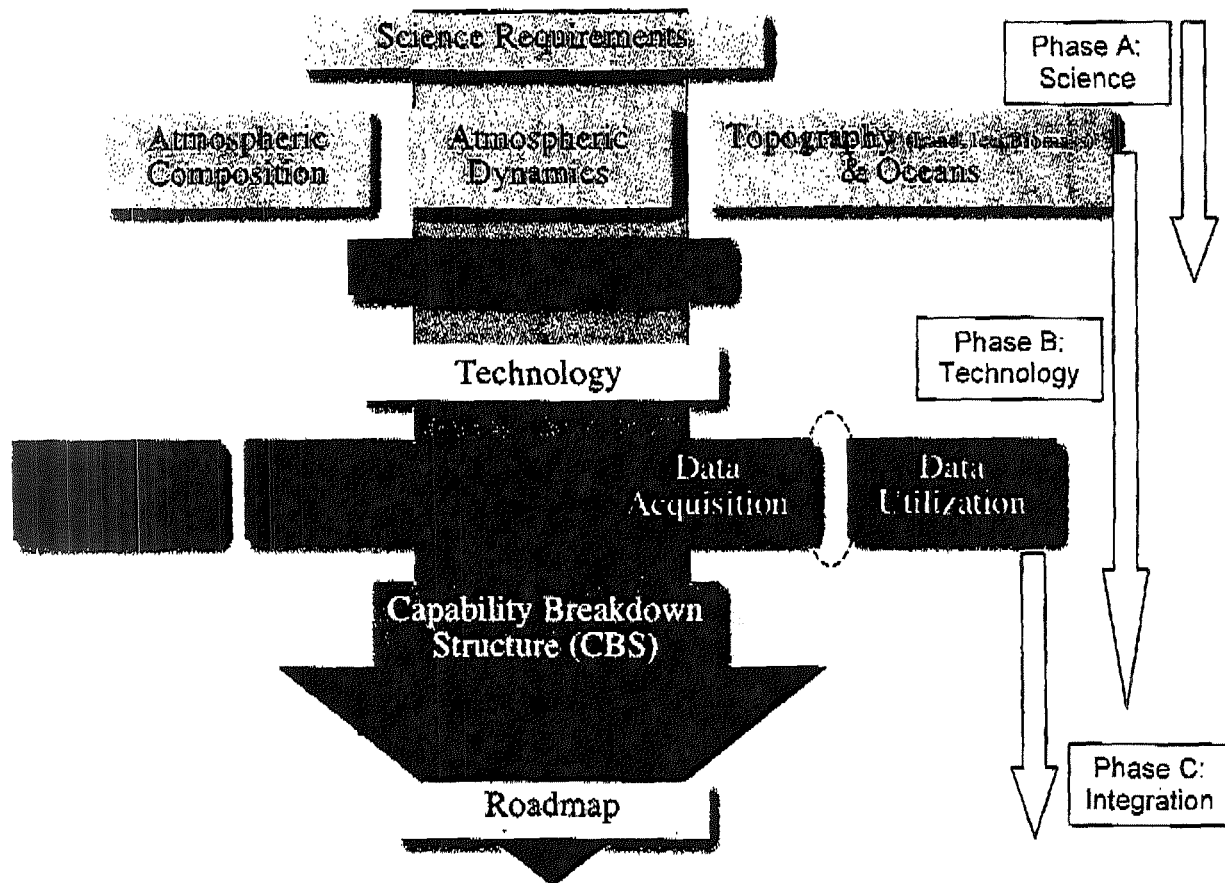 Science Requirements
Phase A:
Science
Atmospheric
Composition
Atmospheric
Dynamics
Topography
& Oceans
Phase B:
Technology
Technology
Data
Acquisition
Data
Utilization
Capability Breakdown
Structure (CBS)
Phase C:
Integration
Roadmap